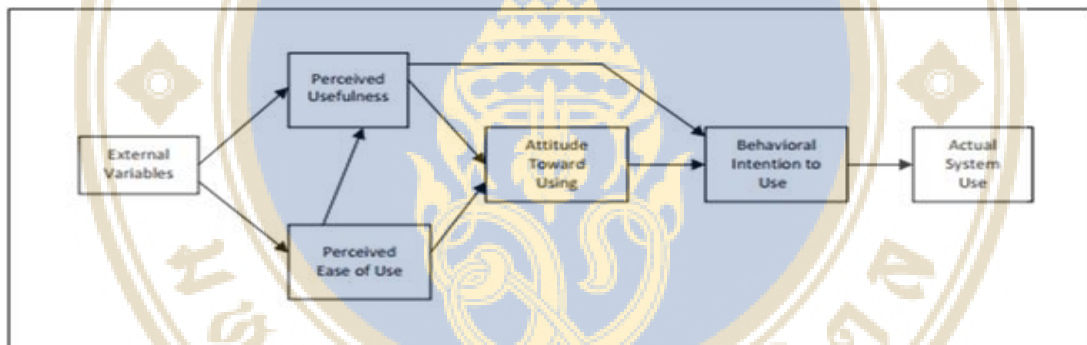 Perceived
Usefulness
External
Variables
Attitude
Toward
Using
Behavioral
Intention to
Use
Actual
System
Use
Perceived
Ease of Use